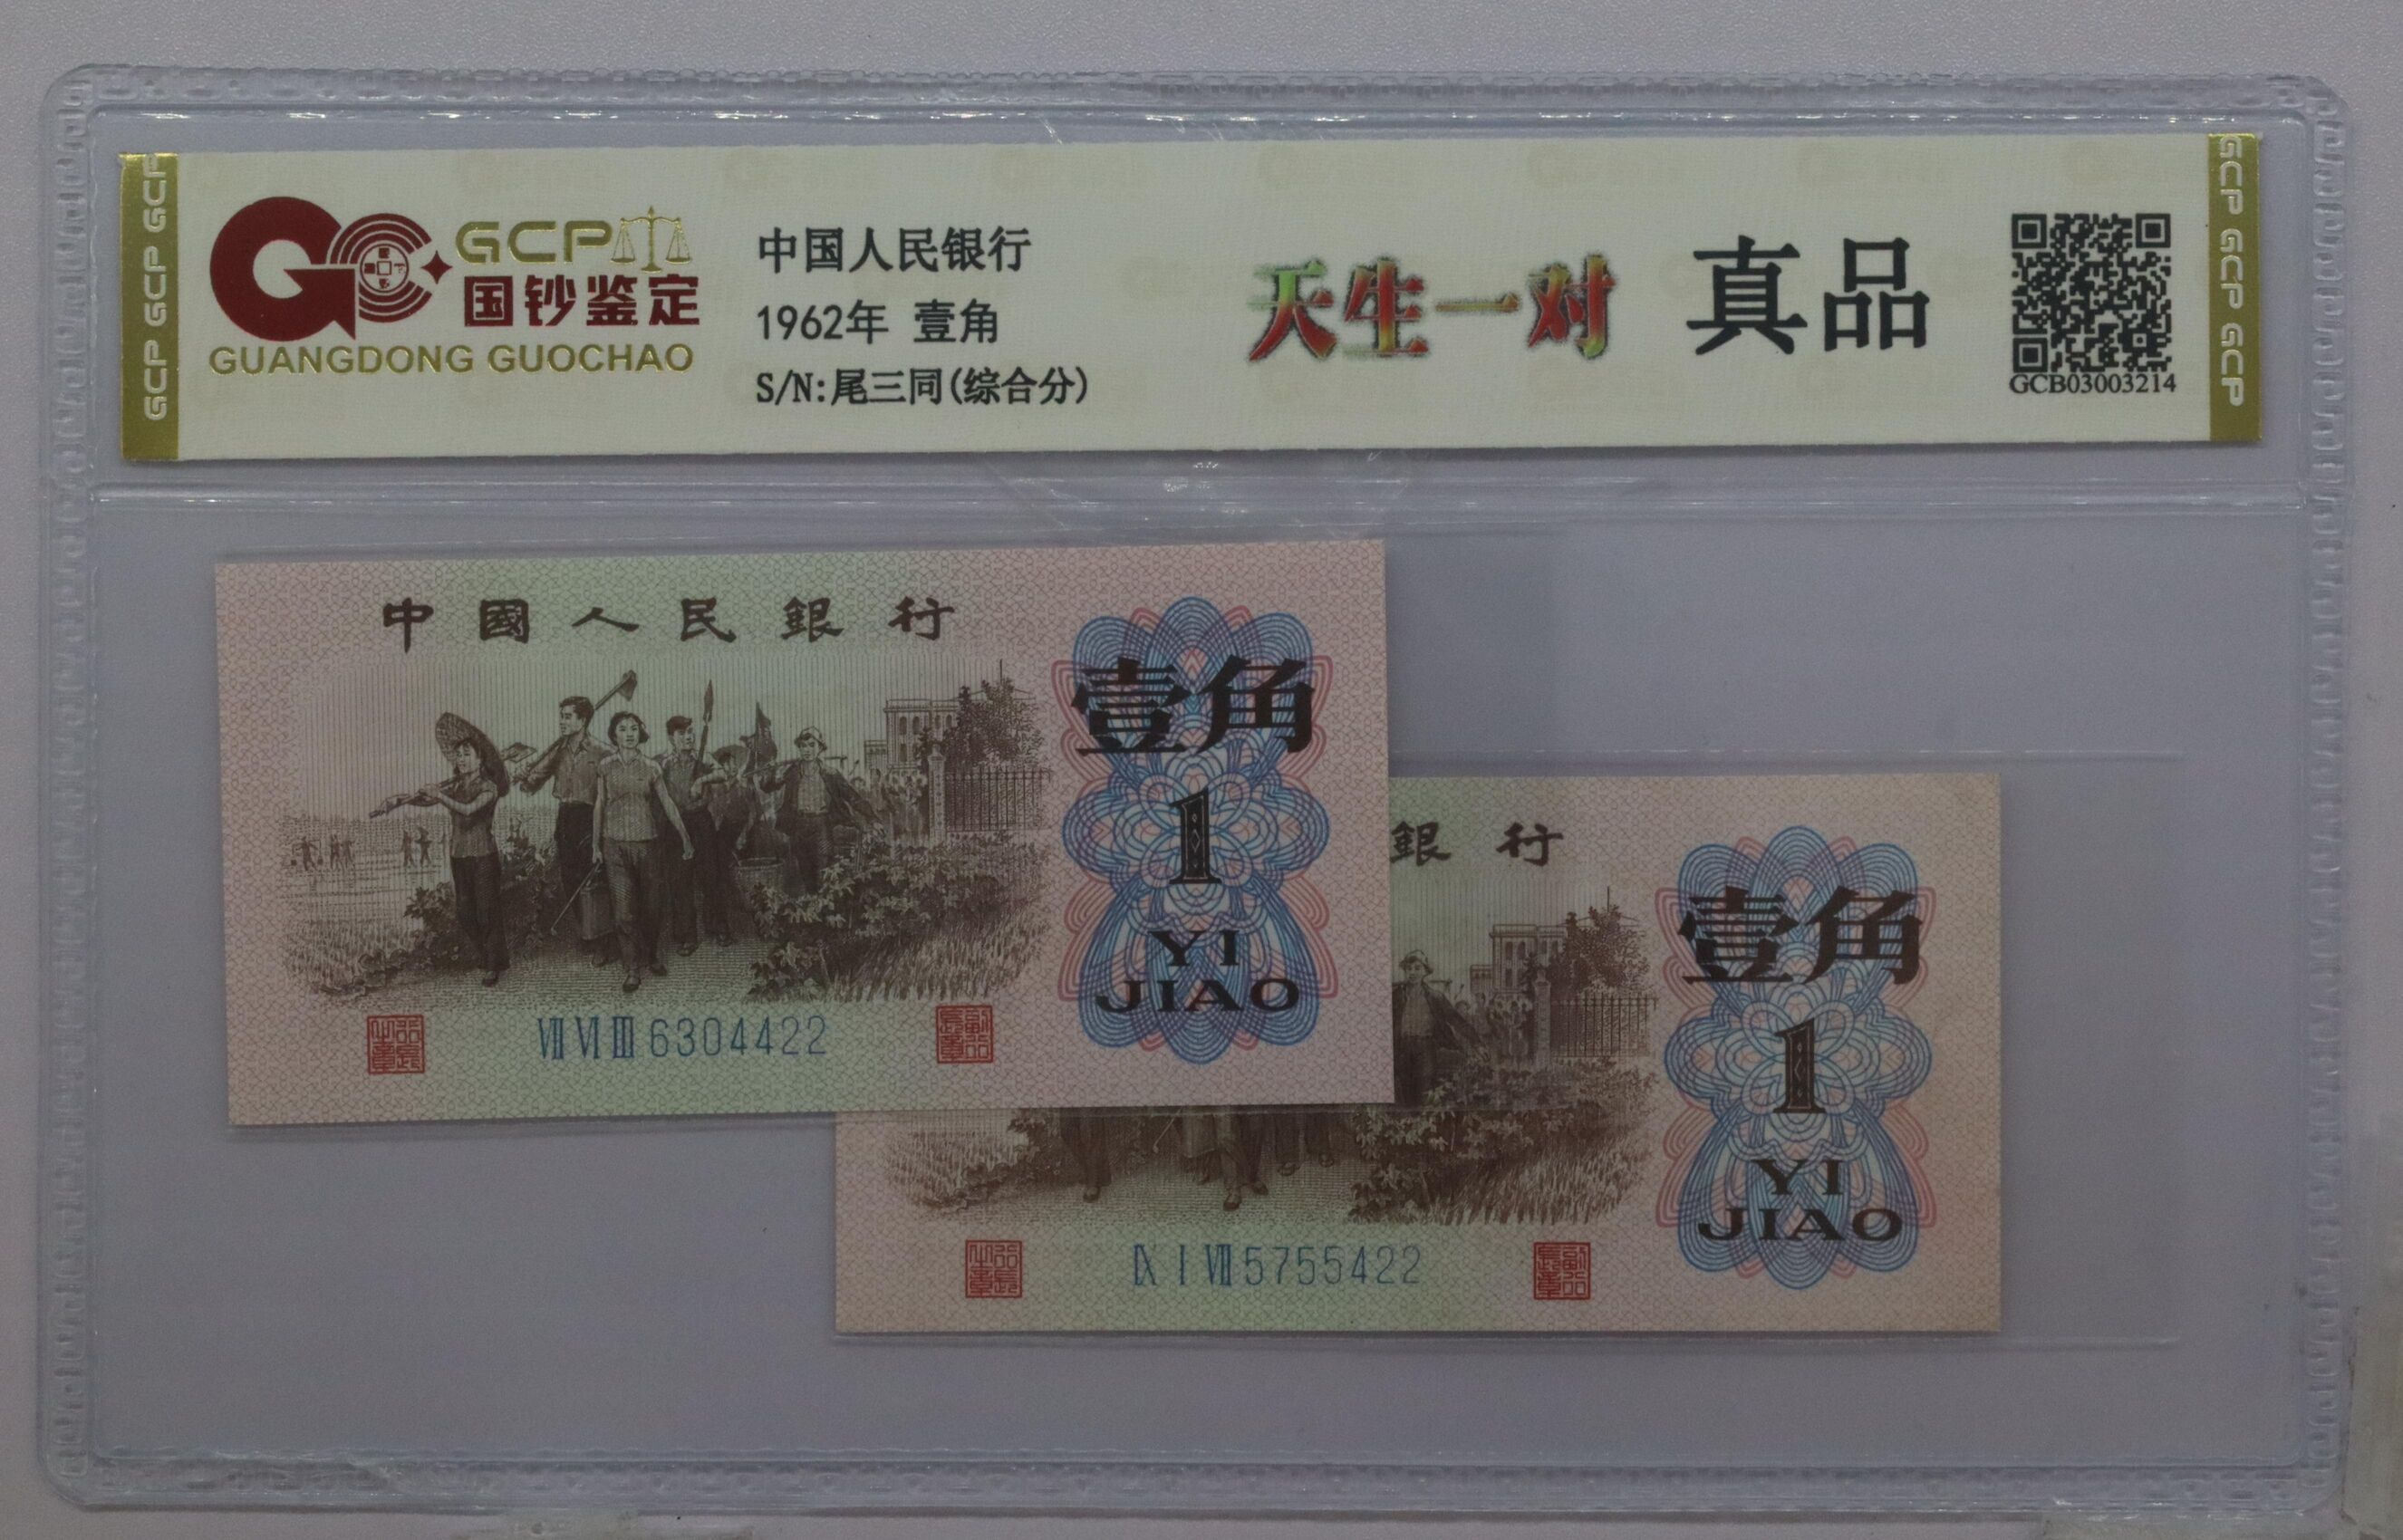 GCP GCP GCP
GCP
国钞鉴定
GUANGDONG GUOCHAO
中国人民银行
1962年 壹角
S/N:尾三同(综合分)
天生一对
真品
GCB03003214
GCP GCP GCP
中國人民銀行
壹角
1
YI
JIAO
Ⅶ Ⅵ Ⅲ 6304422
銀行
壹角
1
YI
JIAO
Ⅸ Ⅰ Ⅷ 5755422